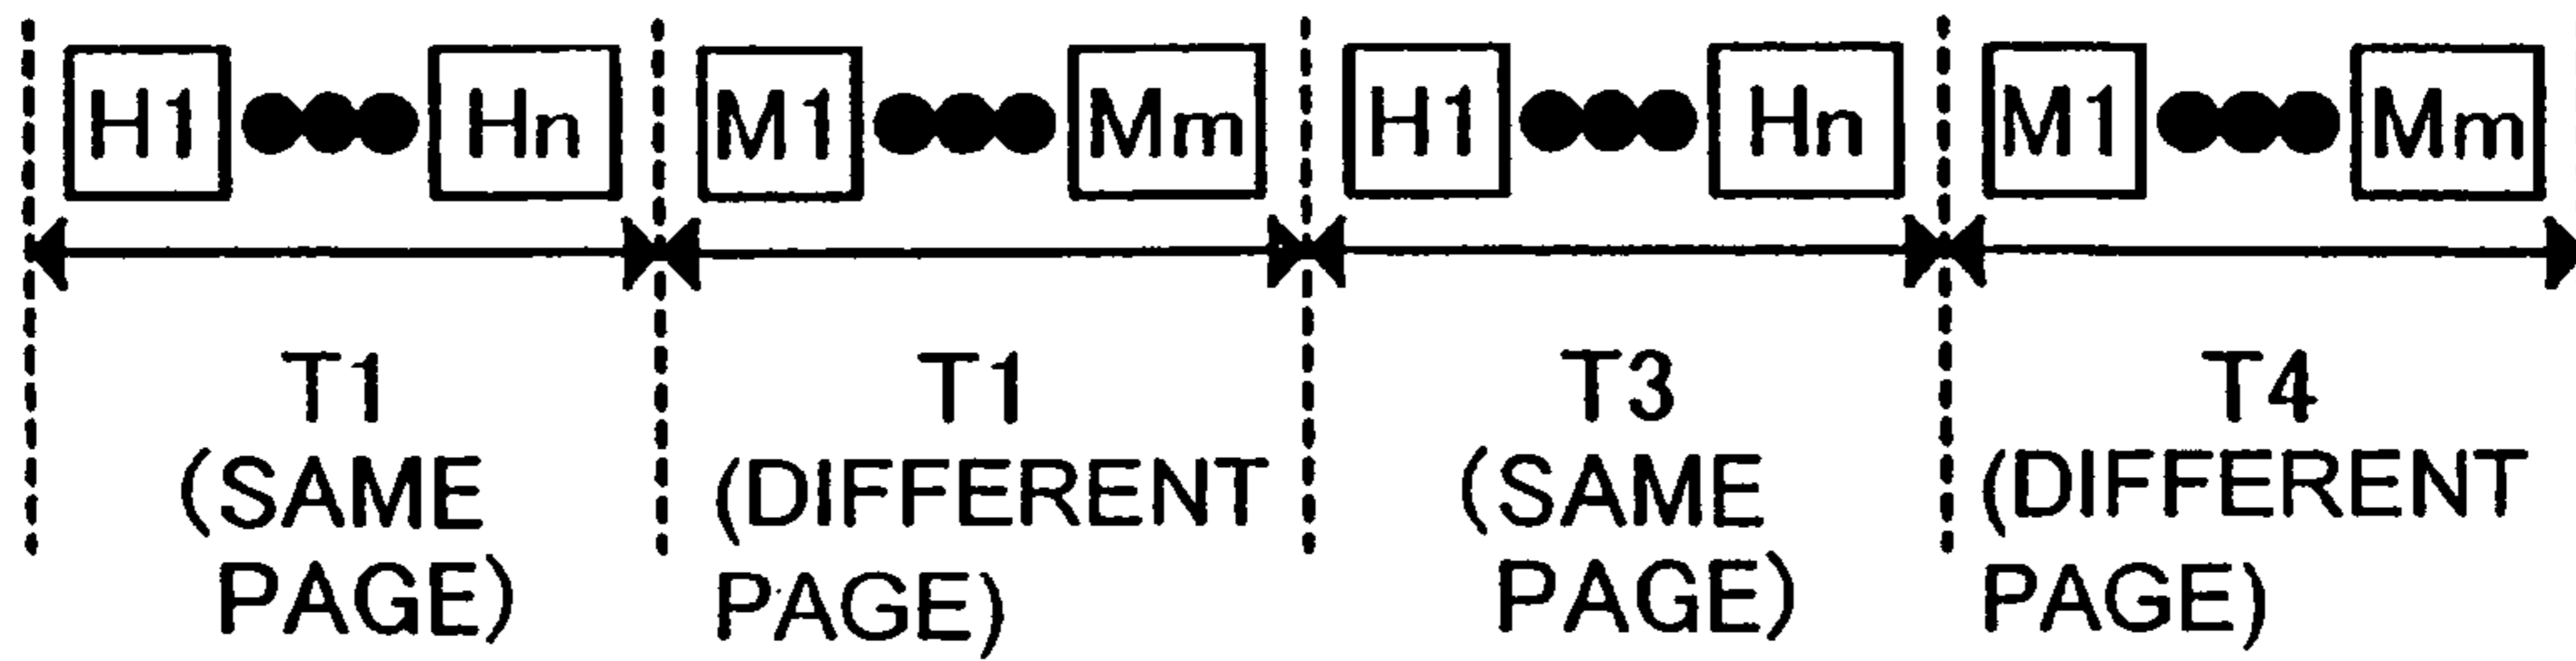 H1 ●●● Hn M1 ●●● Mm H1 ●●● Hn M1 ●●● Mm
T1 T1 T3 T4
(SAME (DIFFERENT (SAME (DIFFERENT
PAGE) PAGE) PAGE) PAGE)